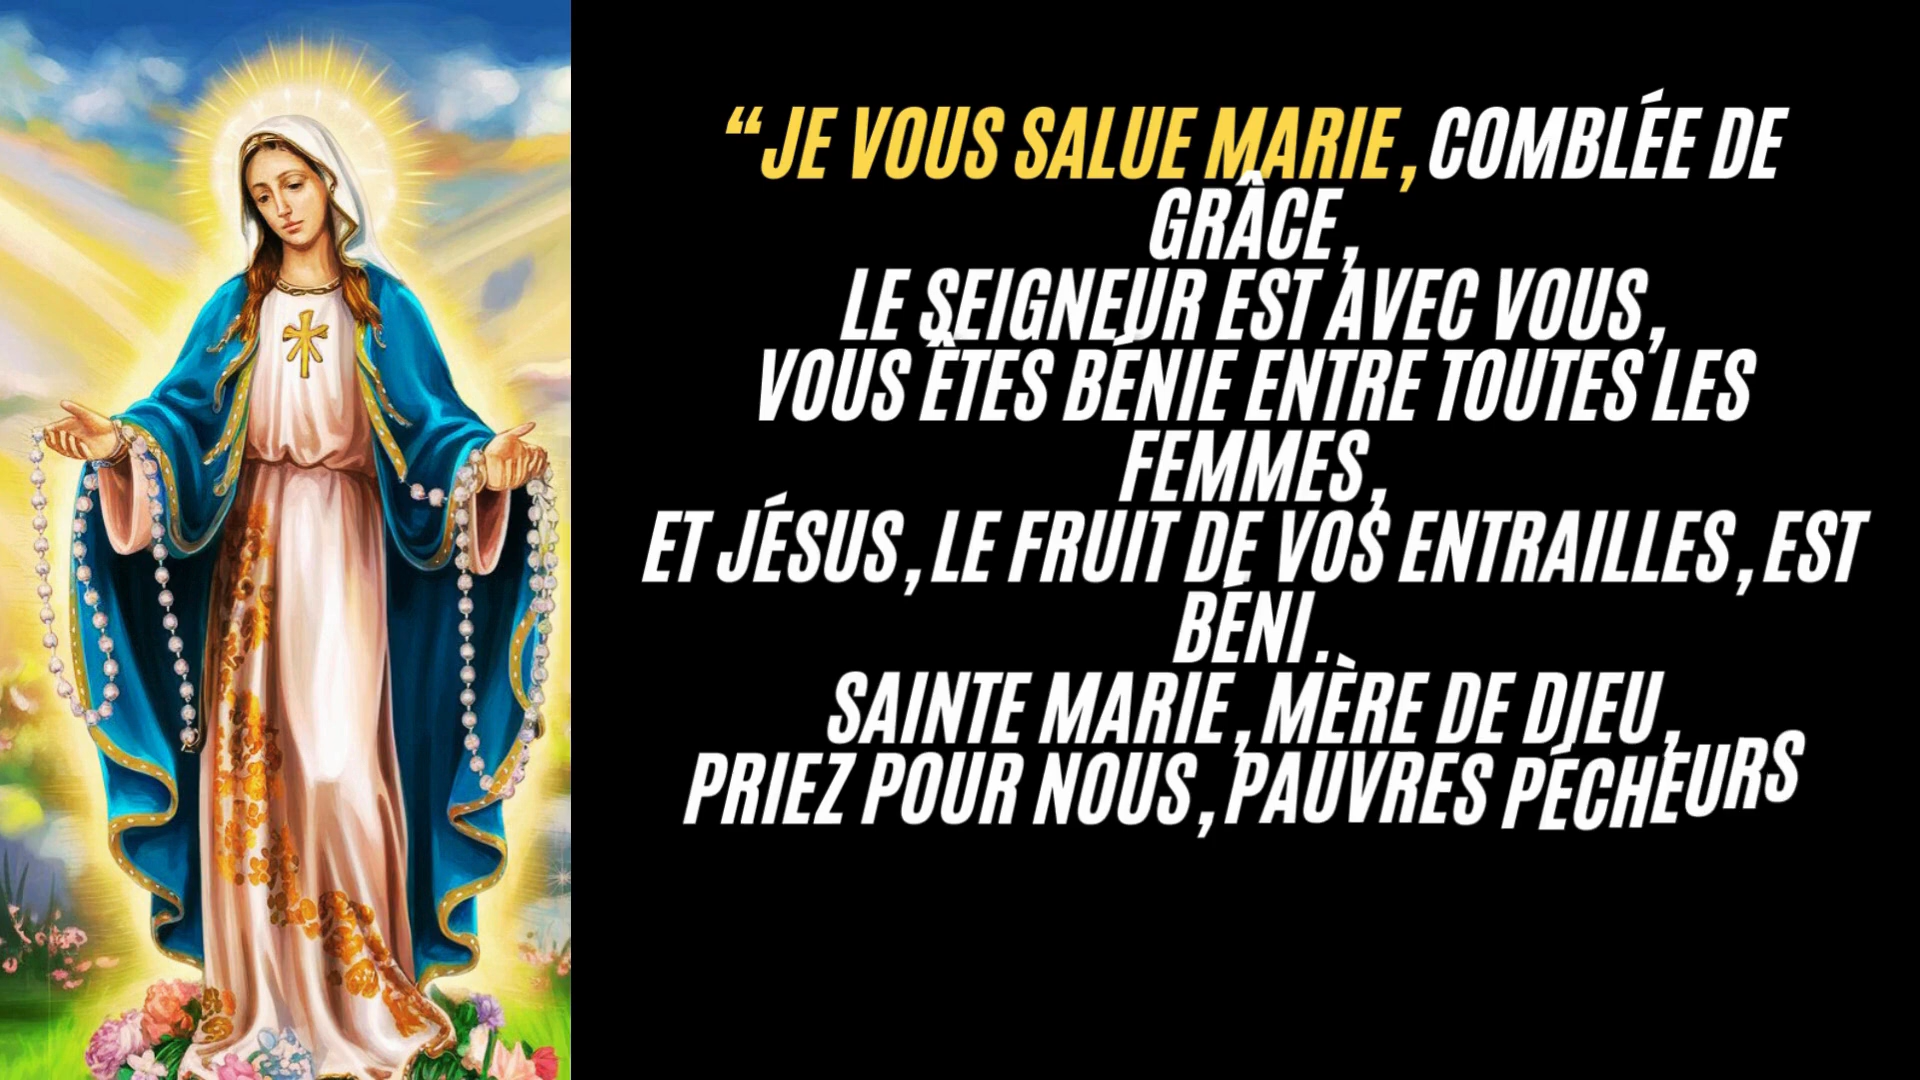 “JE VOUS SALUE MARIE, COMBLÉE DE
GRÂCE,
LE SEIGNEUR EST AVEC VOUS,
VOUS ÊTES BÉNIE ENTRE TOUTES LES
FEMMES,
ET JÉSUS, LE FRUIT DE VOS ENTRAILLES, EST
BÉNI.
SAINTE MARIE, MÈRE DE DIEU,
PRIEZ POUR NOUS, PAUVRES PÉCHEURS